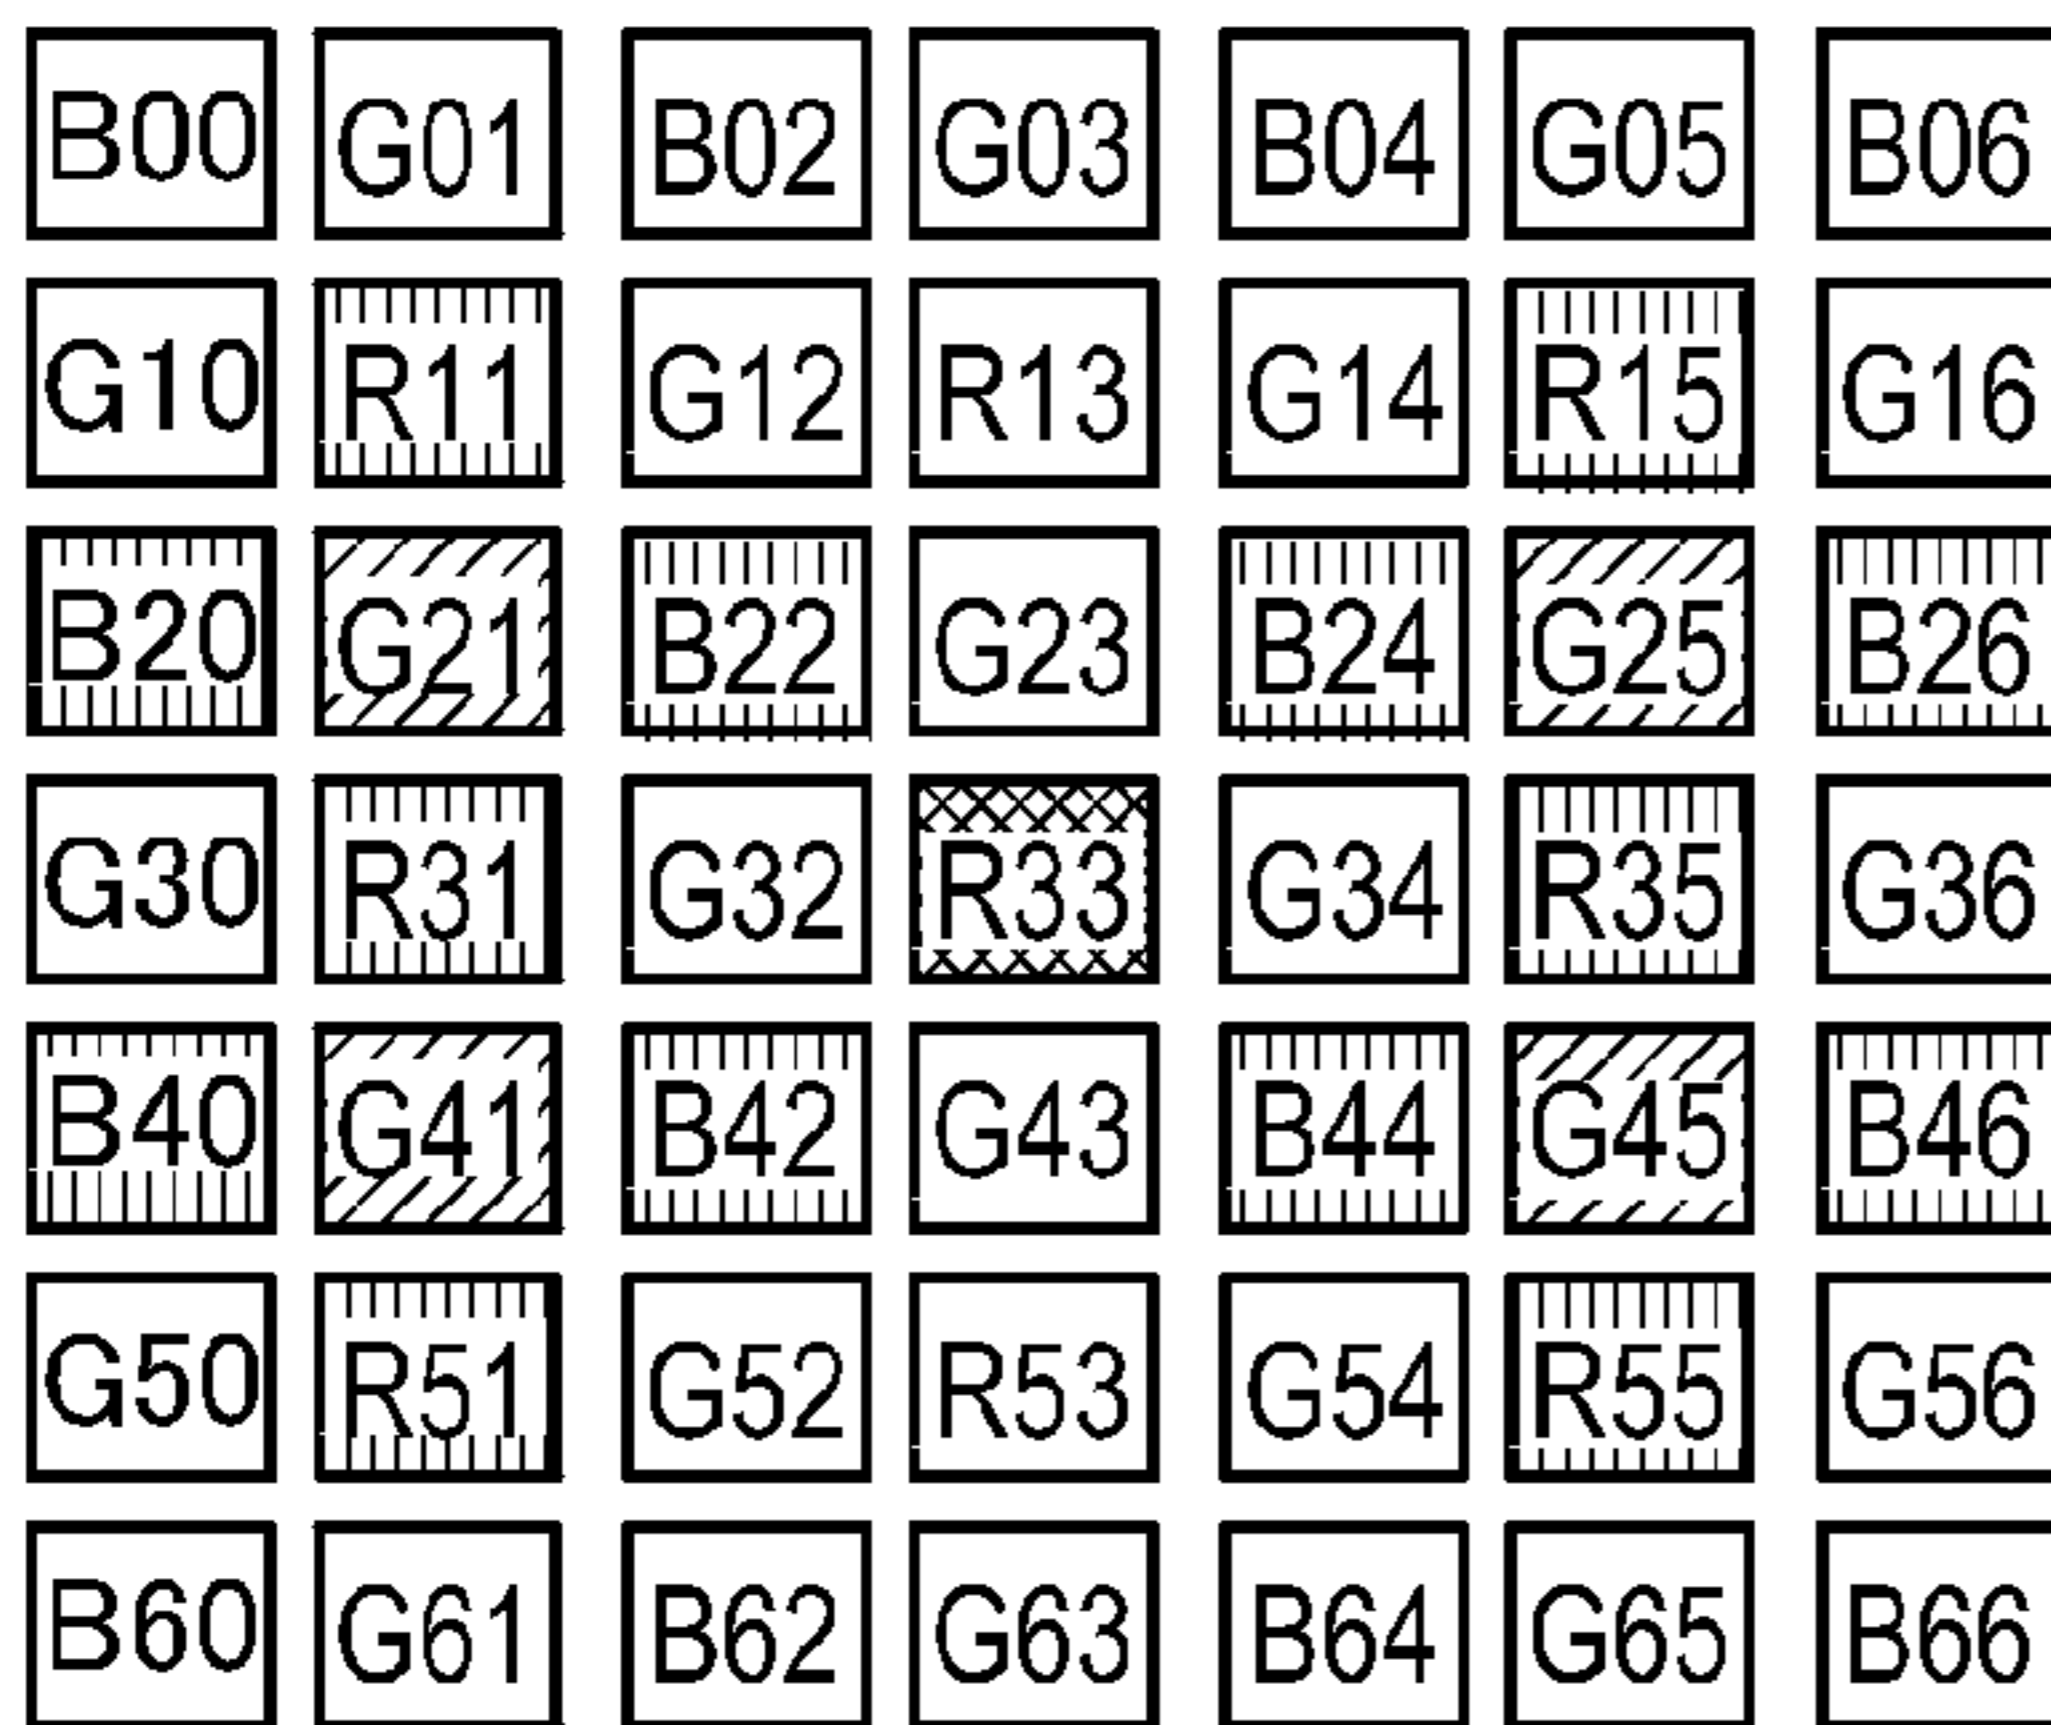 B00 G01 B02 G03 B04 G05 B06
G10 R11 G12 R13 G14 R15 G16
B20 G21 B22 G23 B24 G25 B26
G30 R31 G32 R33 G34 R35 G36
B40 G41 B42 G43 B44 G45 B46
G50 R51 G52 R53 G54 R55 G56
B60 G61 B62 G63 B64 G65 B66